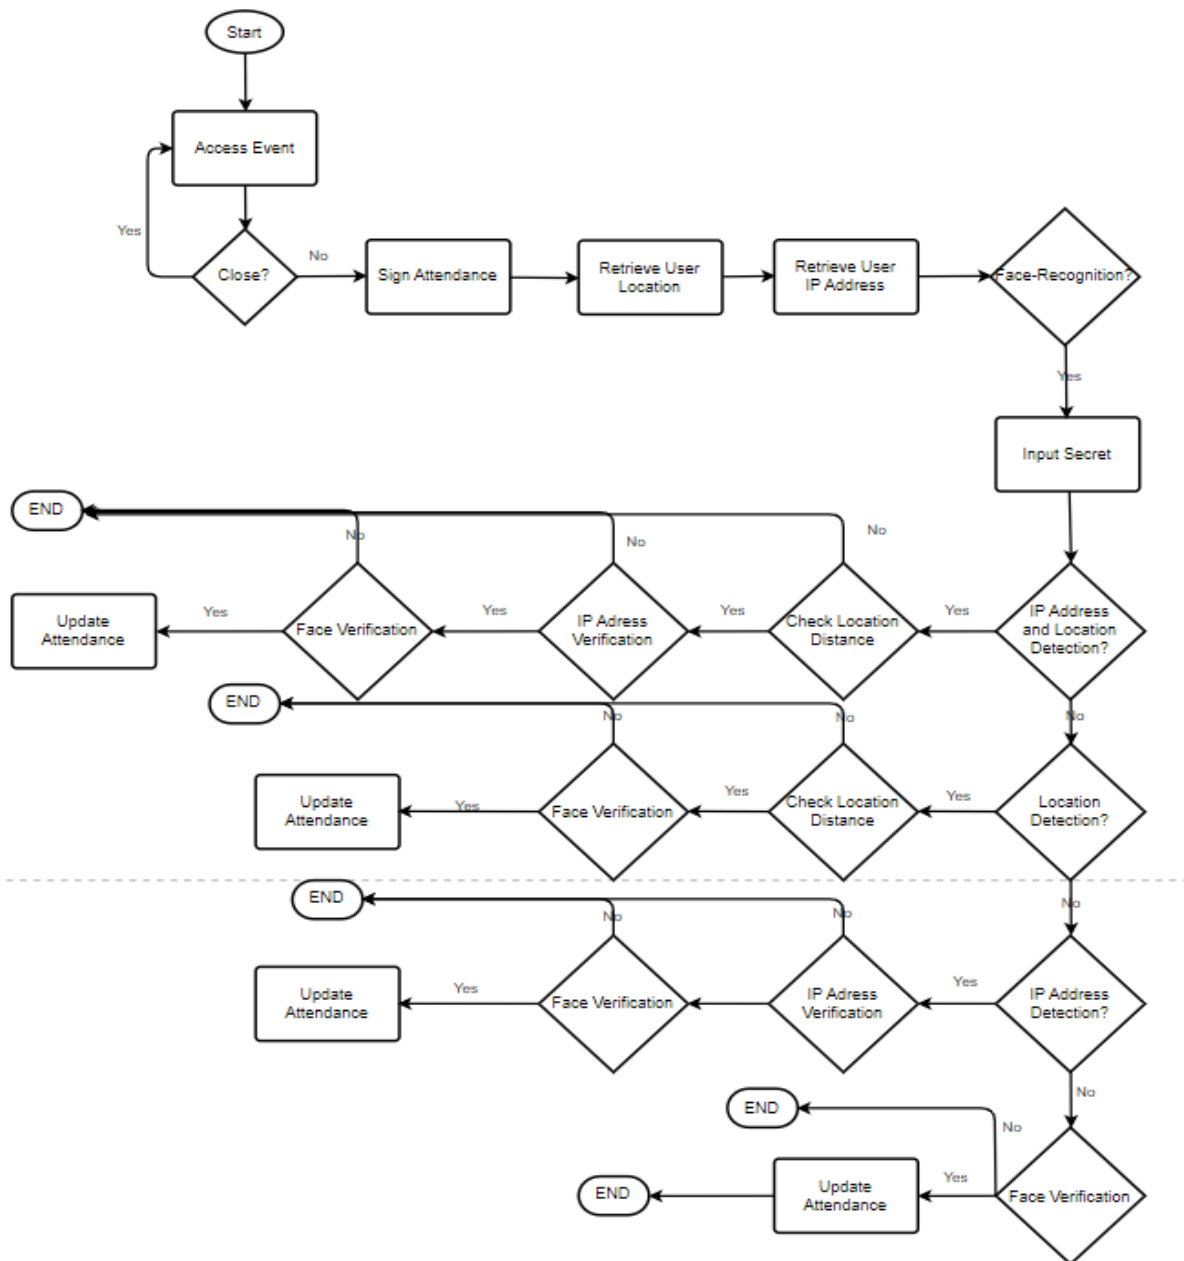 Start
Access Event
Yes
Close?
No
Sign Attendance
Retrieve User
Location
Retrieve User
IP Address
Face-Recognition?
Yes
Input Secret
END
No
No
No
Update
Attendance
Yes
Face Verification
Yes
IP Adress
Verification
Yes
Check Location
Distance
Yes
IP Address
and Location
Detection?
END
No
No
No
Update
Attendance
Yes
Face Verification
Yes
Check Location
Distance
Yes
Location
Detection?
END
No
No
No
Update
Attendance
Yes
Face Verification
IP Adress
Verification
Yes
IP Address
Detection?
No
END
No
END
Update
Attendance
Yes
Face Verification